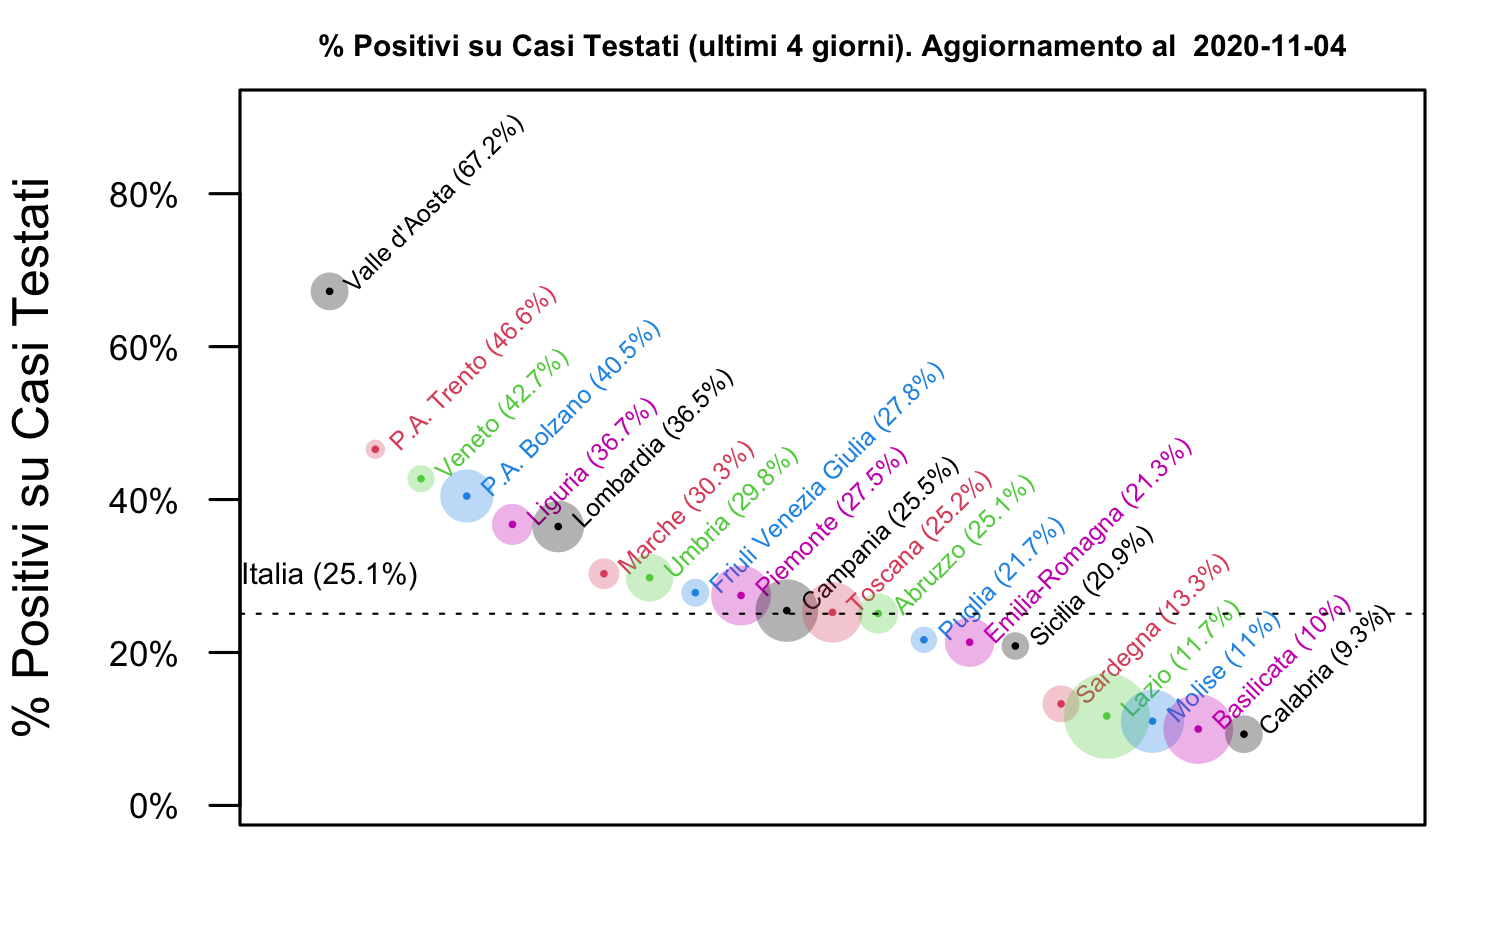 % Positivi su Casi Testati (ultimi 4 giorni). Aggiornamento al  2020-11-04
% Positivi su Casi Testati
80%
60%
40%
20%
0%
Italia (25.1%)
Valle d'Aosta (67.2%)
P.A. Trento (46.6%)
Veneto (42.7%)
P.A. Bolzano (40.5%)
Liguria (36.7%)
Lombardia (36.5%)
Marche (30.3%)
Umbria (29.8%)
Friuli Venezia Giulia (27.8%)
Piemonte (27.5%)
Campania (25.5%)
Toscana (25.2%)
Abruzzo (25.1%)
Puglia (21.7%)
Emilia-Romagna (21.3%)
Sicilia (20.9%)
Sardegna (13.3%)
Lazio (11.7%)
Molise (11%)
Basilicata (10%)
Calabria (9.3%)